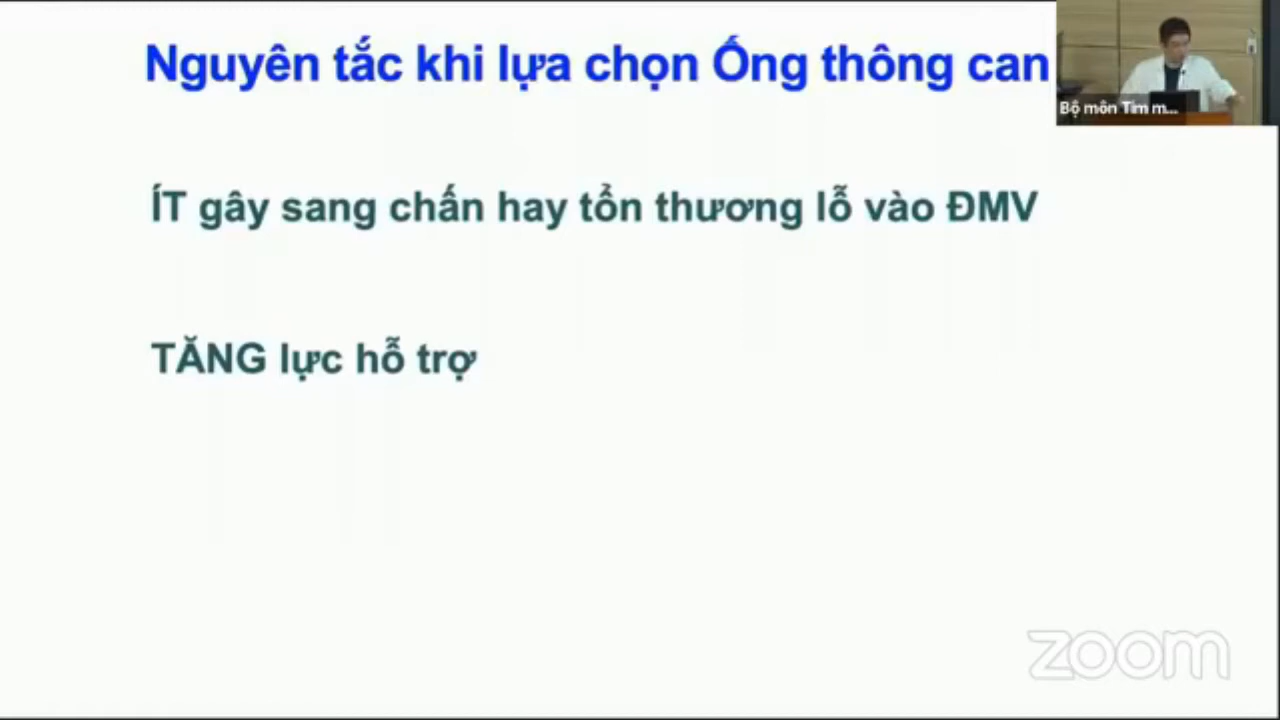 Nguyên tắc khi lựa chọn Ống thông can
Bộ môn Tim m...
ÍT gây sang chấn hay tổn thương lỗ vào ĐMV
TĂNG lực hỗ trợ
zoom